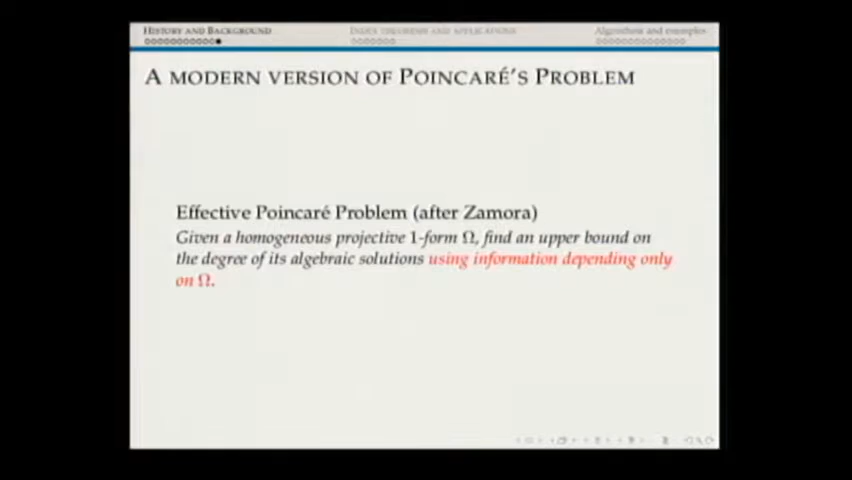 HISTORY AND BACKGROUND INDEX THEOREMS AND APPLICATIONS Algorithms and examples
A MODERN VERSION OF POINCARÉ'S PROBLEM
Effective Poincaré Problem (after Zamora)
Given a homogeneous projective 1-form Ω, find an upper bound on
the degree of its algebraic solutions using information depending only
on Ω.